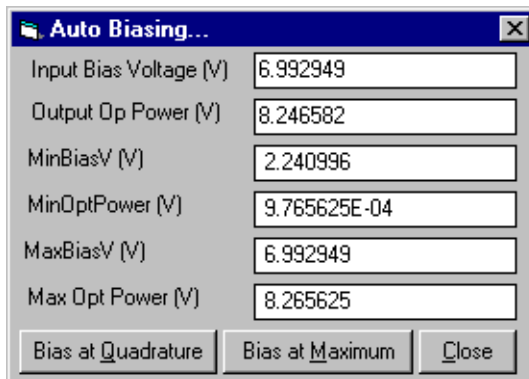 Auto Biasing...
Input Bias Voltage (V) 6.992949
Output Op Power (V) 8.246582
MinBiasV (V) 2.240996
MinOptPower (V) 9.765625E-04
MaxBiasV (V) 6.992949
Max Opt Power (V) 8.265625
Bias at Quadrature Bias at Maximum Close